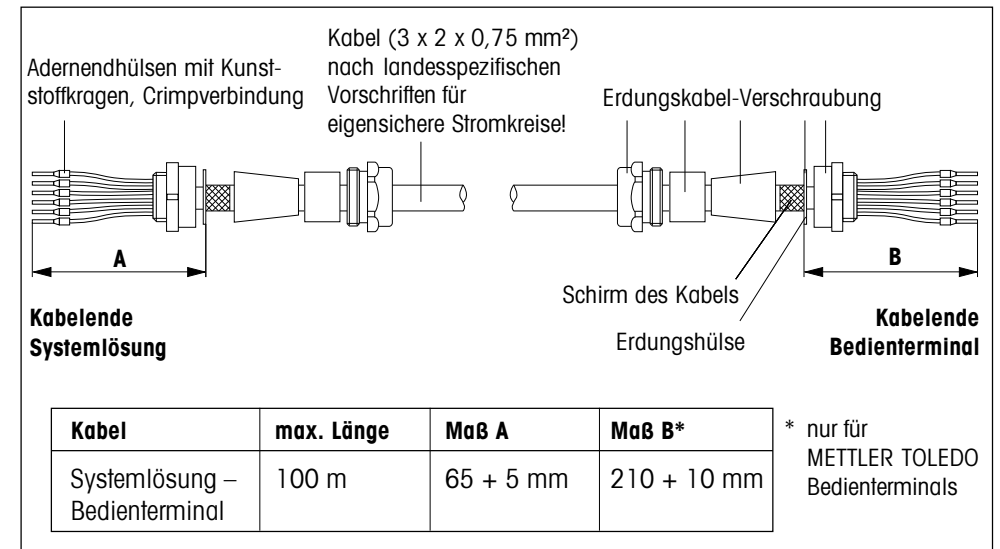 Adernendhülsen mit Kunst-
stoffkragen, Crimpverbindung
Kabel (3 x 2 x 0,75 mm²)
nach landesspezifischen
Vorschriften für
eigensichere Stromkreise!
Erdungskabel-Verschraubung
A
B
Schirm des Kabels
Erdungshülse
Kabelende
Systemlösung
Kabelende
Bedienterminal
Kabel max. Länge Maß A Maß B*
Systemlösung – 100 m 65 + 5 mm 210 + 10 mm
Bedienterminal
* nur für
METTLER TOLEDO
Bedienterminals